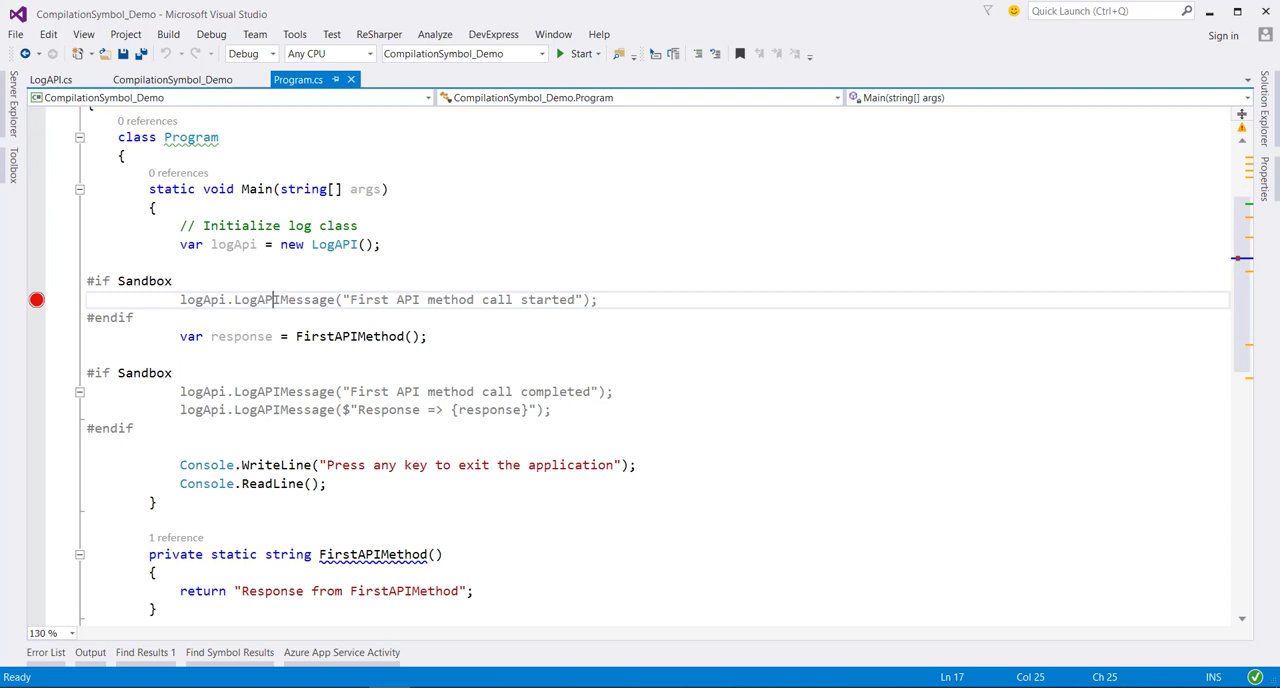 CompilationSymbol_Demo - Microsoft Visual Studio
Quick Launch (Ctrl+Q)
File Edit View Project Build Debug Team Tools Test ReSharper Analyze DevExpress Window Help
Sign in
Debug Any CPU CompilationSymbol_Demo Start
LogAPI.cs CompilationSymbol_Demo Program.cs
CompilationSymbol_Demo CompilationSymbol_Demo.Program Main(string[] args)
Server Explorer
Toolbox
Solution Explorer
Properties
{
0 references
class Program
{
0 references
static void Main(string[] args)
{
// Initialize log class
var logApi = new LogAPI();
#if Sandbox
logApi.LogAPIMessage("First API method call started");
#endif
var response = FirstAPIMethod();
#if Sandbox
logApi.LogAPIMessage("First API method call completed");
logApi.LogAPIMessage($"Response => {response}");
#endif
Console.WriteLine("Press any key to exit the application");
Console.ReadLine();
}
1 reference
private static string FirstAPIMethod()
{
return "Response from FirstAPIMethod";
}
130 %
Error List Output Find Results 1 Find Symbol Results Azure App Service Activity
Ready Ln 17 Col 25 Ch 25 INS